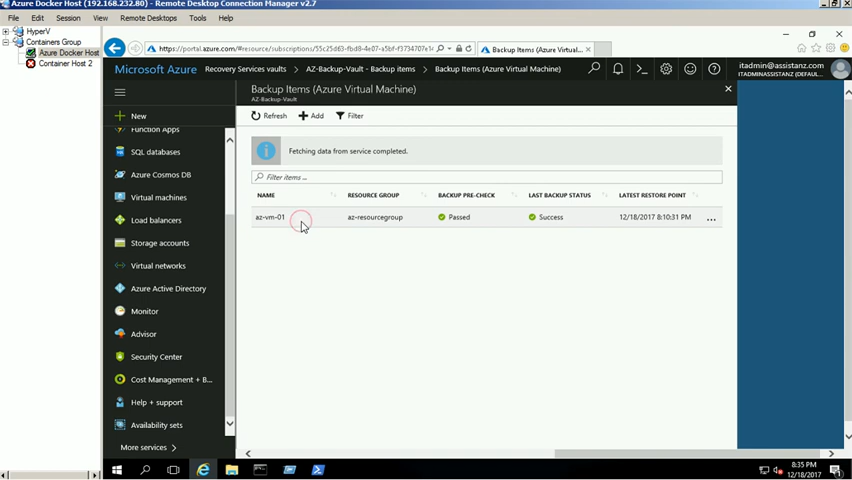 Azure Docker Host (192.168.232.80) - Remote Desktop Connection Manager v2.7
File Edit Session View Remote Desktops Tools Help
HyperV
Containers Group
Azure Docker Host
Container Host 2
Backup Items (Azure Virtual...
Microsoft Azure Recovery Services vaults > AZ-Backup-Vault - Backup items > Backup Items (Azure Virtual Machine)
itadmin@assistanz.com
ITADMINASSISTANZ (DEFAUL...
New
Function Apps
SQL databases
Azure Cosmos DB
Virtual machines
Load balancers
Storage accounts
Virtual networks
Azure Active Directory
Monitor
Advisor
Security Center
Cost Management + B...
Help + support
Availability sets
More services >
Backup Items (Azure Virtual Machine)
AZ-Backup-Vault
Refresh Add Filter
Fetching data from service completed.
Filter items ...
NAME RESOURCE GROUP BACKUP PRE-CHECK LAST BACKUP STATUS LATEST RESTORE POINT
az-vm-01 az-resourcegroup Passed Success 12/18/2017 8:10:31 PM ...
8:35 PM
12/18/2017